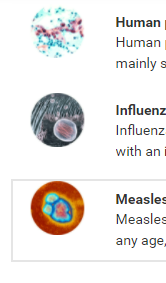 Human
Human
mainly
Influenz
Influenz
with an
Measles
Measles
any age,